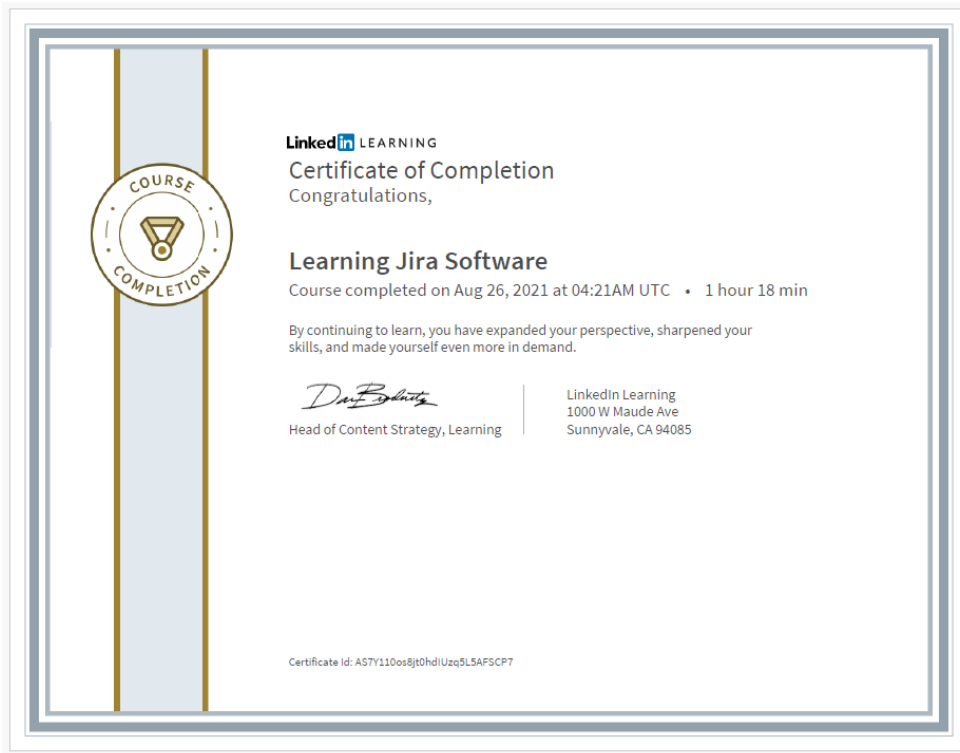 COURSE
COMPLETION
Linked in LEARNING
Certificate of Completion
Congratulations,
Learning Jira Software
Course completed on Aug 26, 2021 at 04:21AM UTC • 1 hour 18 min
By continuing to learn, you have expanded your perspective, sharpened your
skills, and made yourself even more in demand.
Head of Content Strategy, Learning
LinkedIn Learning
1000 W Maude Ave
Sunnyvale, CA 94085
Certificate Id: AS7Y110os8jt0hdIUzq5L5AFSCP7